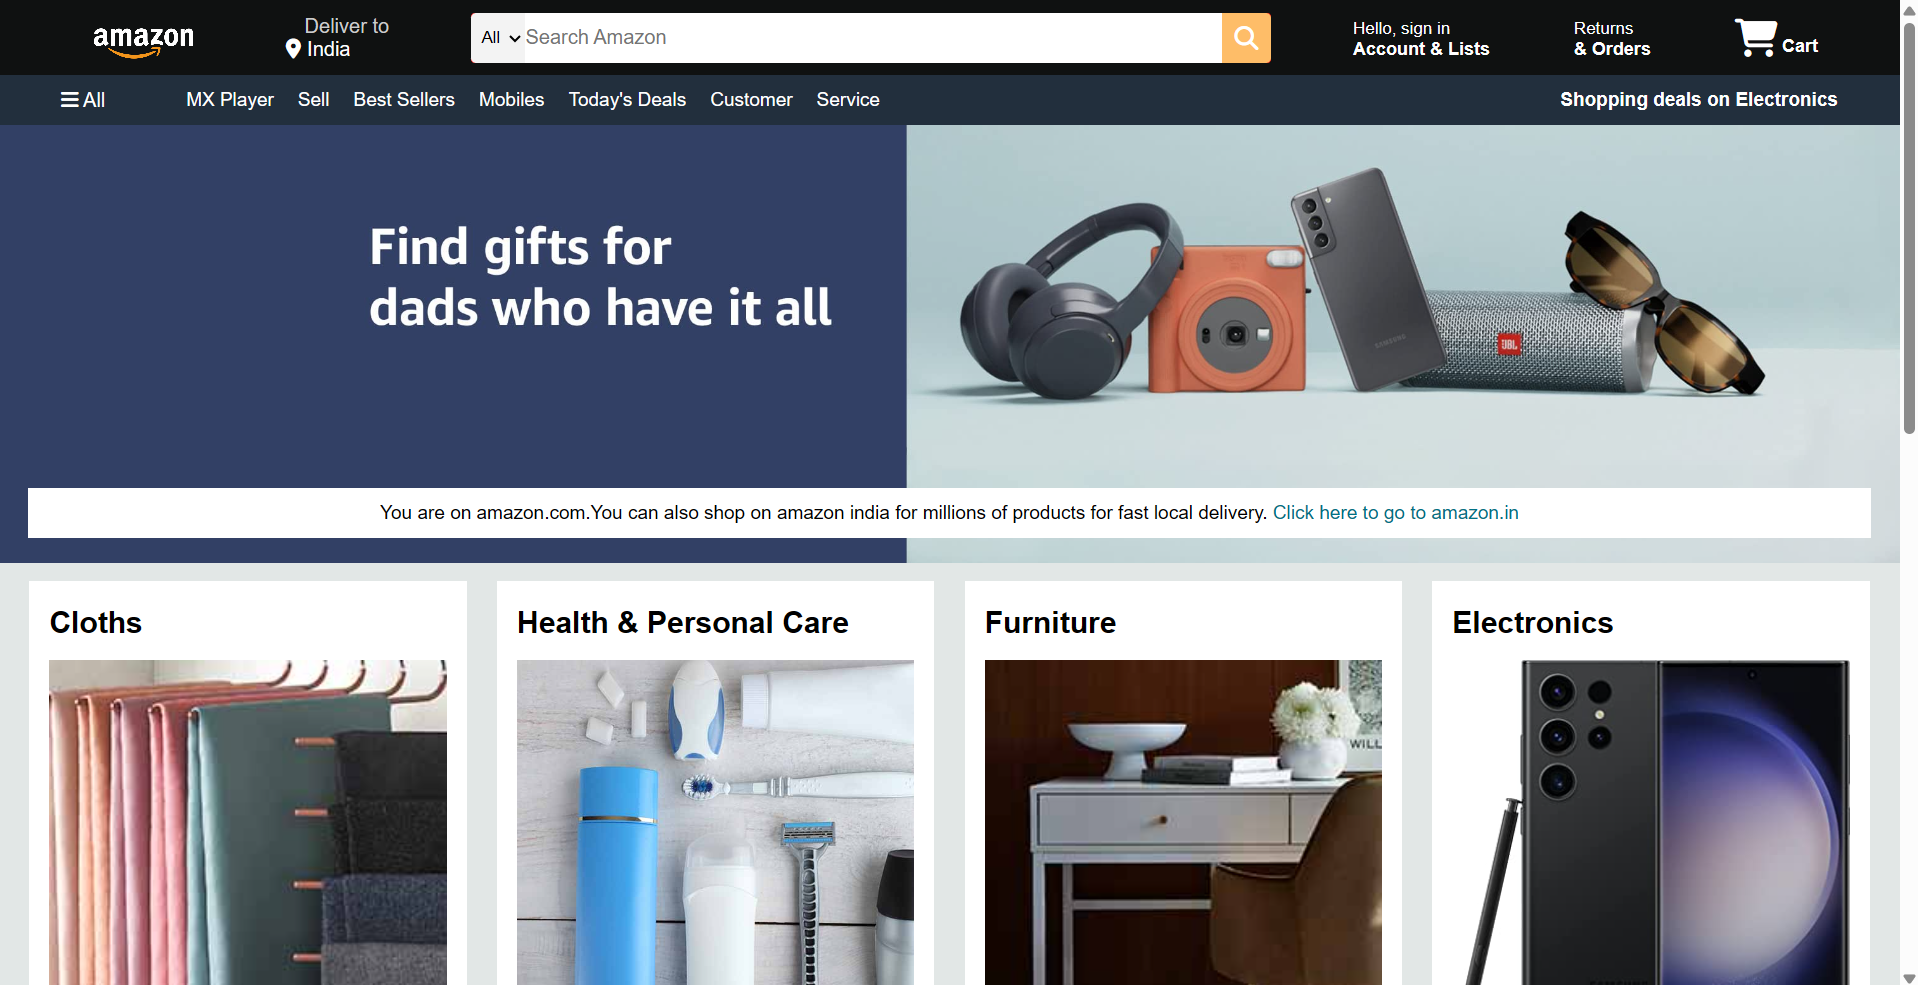 amazon
Deliver to
India
All
Search Amazon
Hello, sign in
Account & Lists
Returns
& Orders
Cart
All
MX Player
Sell
Best Sellers
Mobiles
Today's Deals
Customer
Service
Shopping deals on Electronics
Find gifts for
dads who have it all
SAMSUNG
JBL
You are on amazon.com.You can also shop on amazon india for millions of products for fast local delivery. Click here to go to amazon.in
Cloths
Health & Personal Care
Furniture
Electronics
WILL